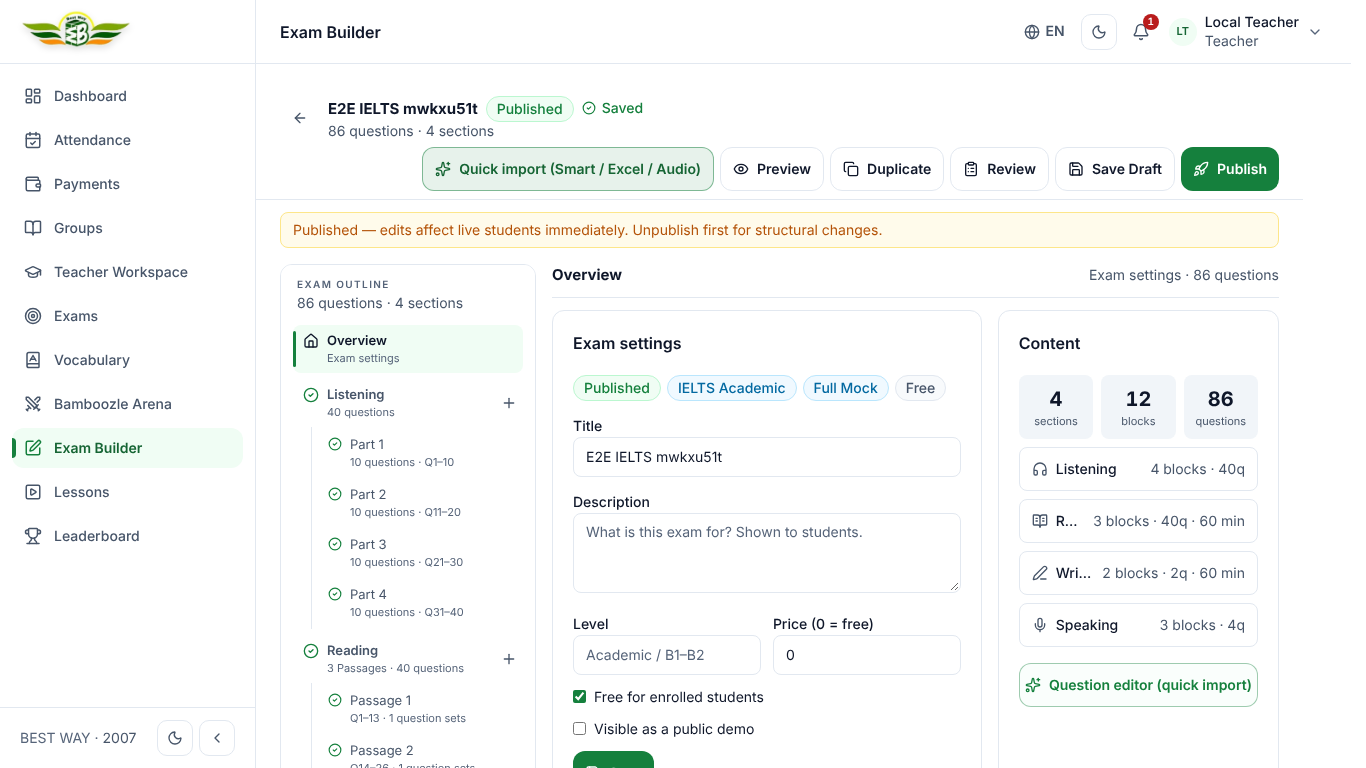 Exam Builder
EN
1
LT
Local Teacher
Teacher
Dashboard
Attendance
Payments
Groups
Teacher Workspace
Exams
Vocabulary
Bamboozle Arena
Exam Builder
Lessons
Leaderboard
BEST WAY · 2007
E2E IELTS mwkxu51t
Published
Saved
86 questions · 4 sections
Quick import (Smart / Excel / Audio)
Preview
Duplicate
Review
Save Draft
Publish
Published — edits affect live students immediately. Unpublish first for structural changes.
EXAM OUTLINE
86 questions · 4 sections
Overview
Exam settings
Listening
40 questions
Part 1
10 questions · Q1–10
Part 2
10 questions · Q11–20
Part 3
10 questions · Q21–30
Part 4
10 questions · Q31–40
Reading
3 Passages · 40 questions
Passage 1
Q1–13 · 1 question sets
Passage 2
Q14–26 · 1 question sets
Overview
Exam settings · 86 questions
Exam settings
Published
IELTS Academic
Full Mock
Free
Title
E2E IELTS mwkxu51t
Description
What is this exam for? Shown to students.
Level
Price (0 = free)
Academic / B1–B2
0
Free for enrolled students
Visible as a public demo
Content
4
sections
12
blocks
86
questions
Listening
4 blocks · 40q
R...
3 blocks · 40q · 60 min
Wri...
2 blocks · 2q · 60 min
Speaking
3 blocks · 4q
Question editor (quick import)